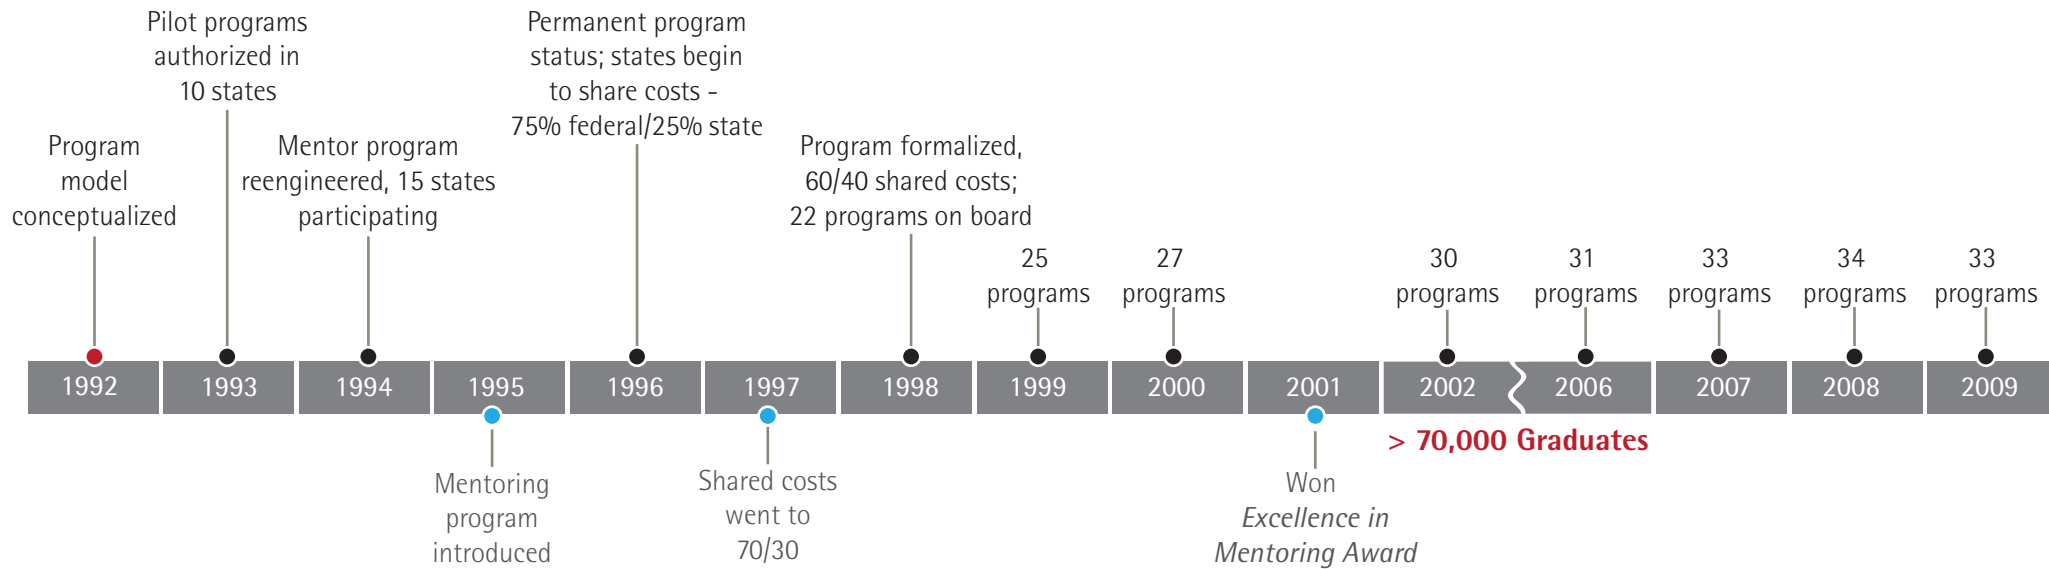 Pilot programs
authorized in
10 states
Permanent program
status; states begin
to share costs -
75% federal/25% state
Program
model
conceptualized
Mentor program
reengineered, 15 states
participating
Program formalized,
60/40 shared costs;
22 programs on board
25
programs
27
programs
30
programs
31
programs
33
programs
34
programs
33
programs
1992
1993
1994
1995
1996
1997
1998
1999
2000
2001
2002
2006
2007
2008
2009
> 70,000 Graduates
Mentoring
program
introduced
Shared costs
went to
70/30
Won
Excellence in
Mentoring Award